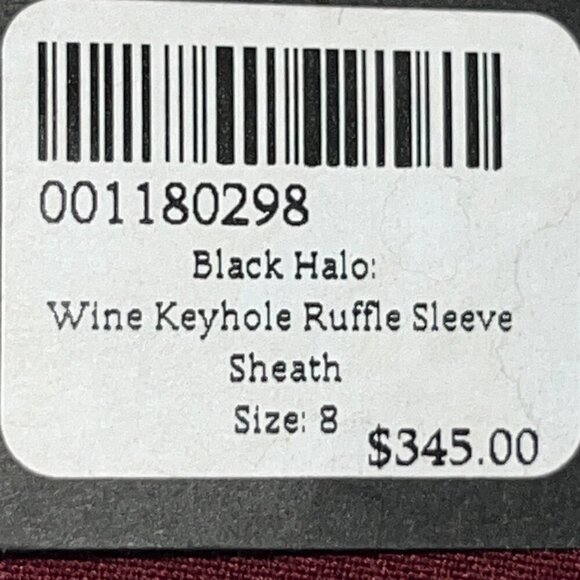 001180298
Black Halo:
Wine Keyhole Ruffle Sleeve
Sheath
Size: 8
$345.00